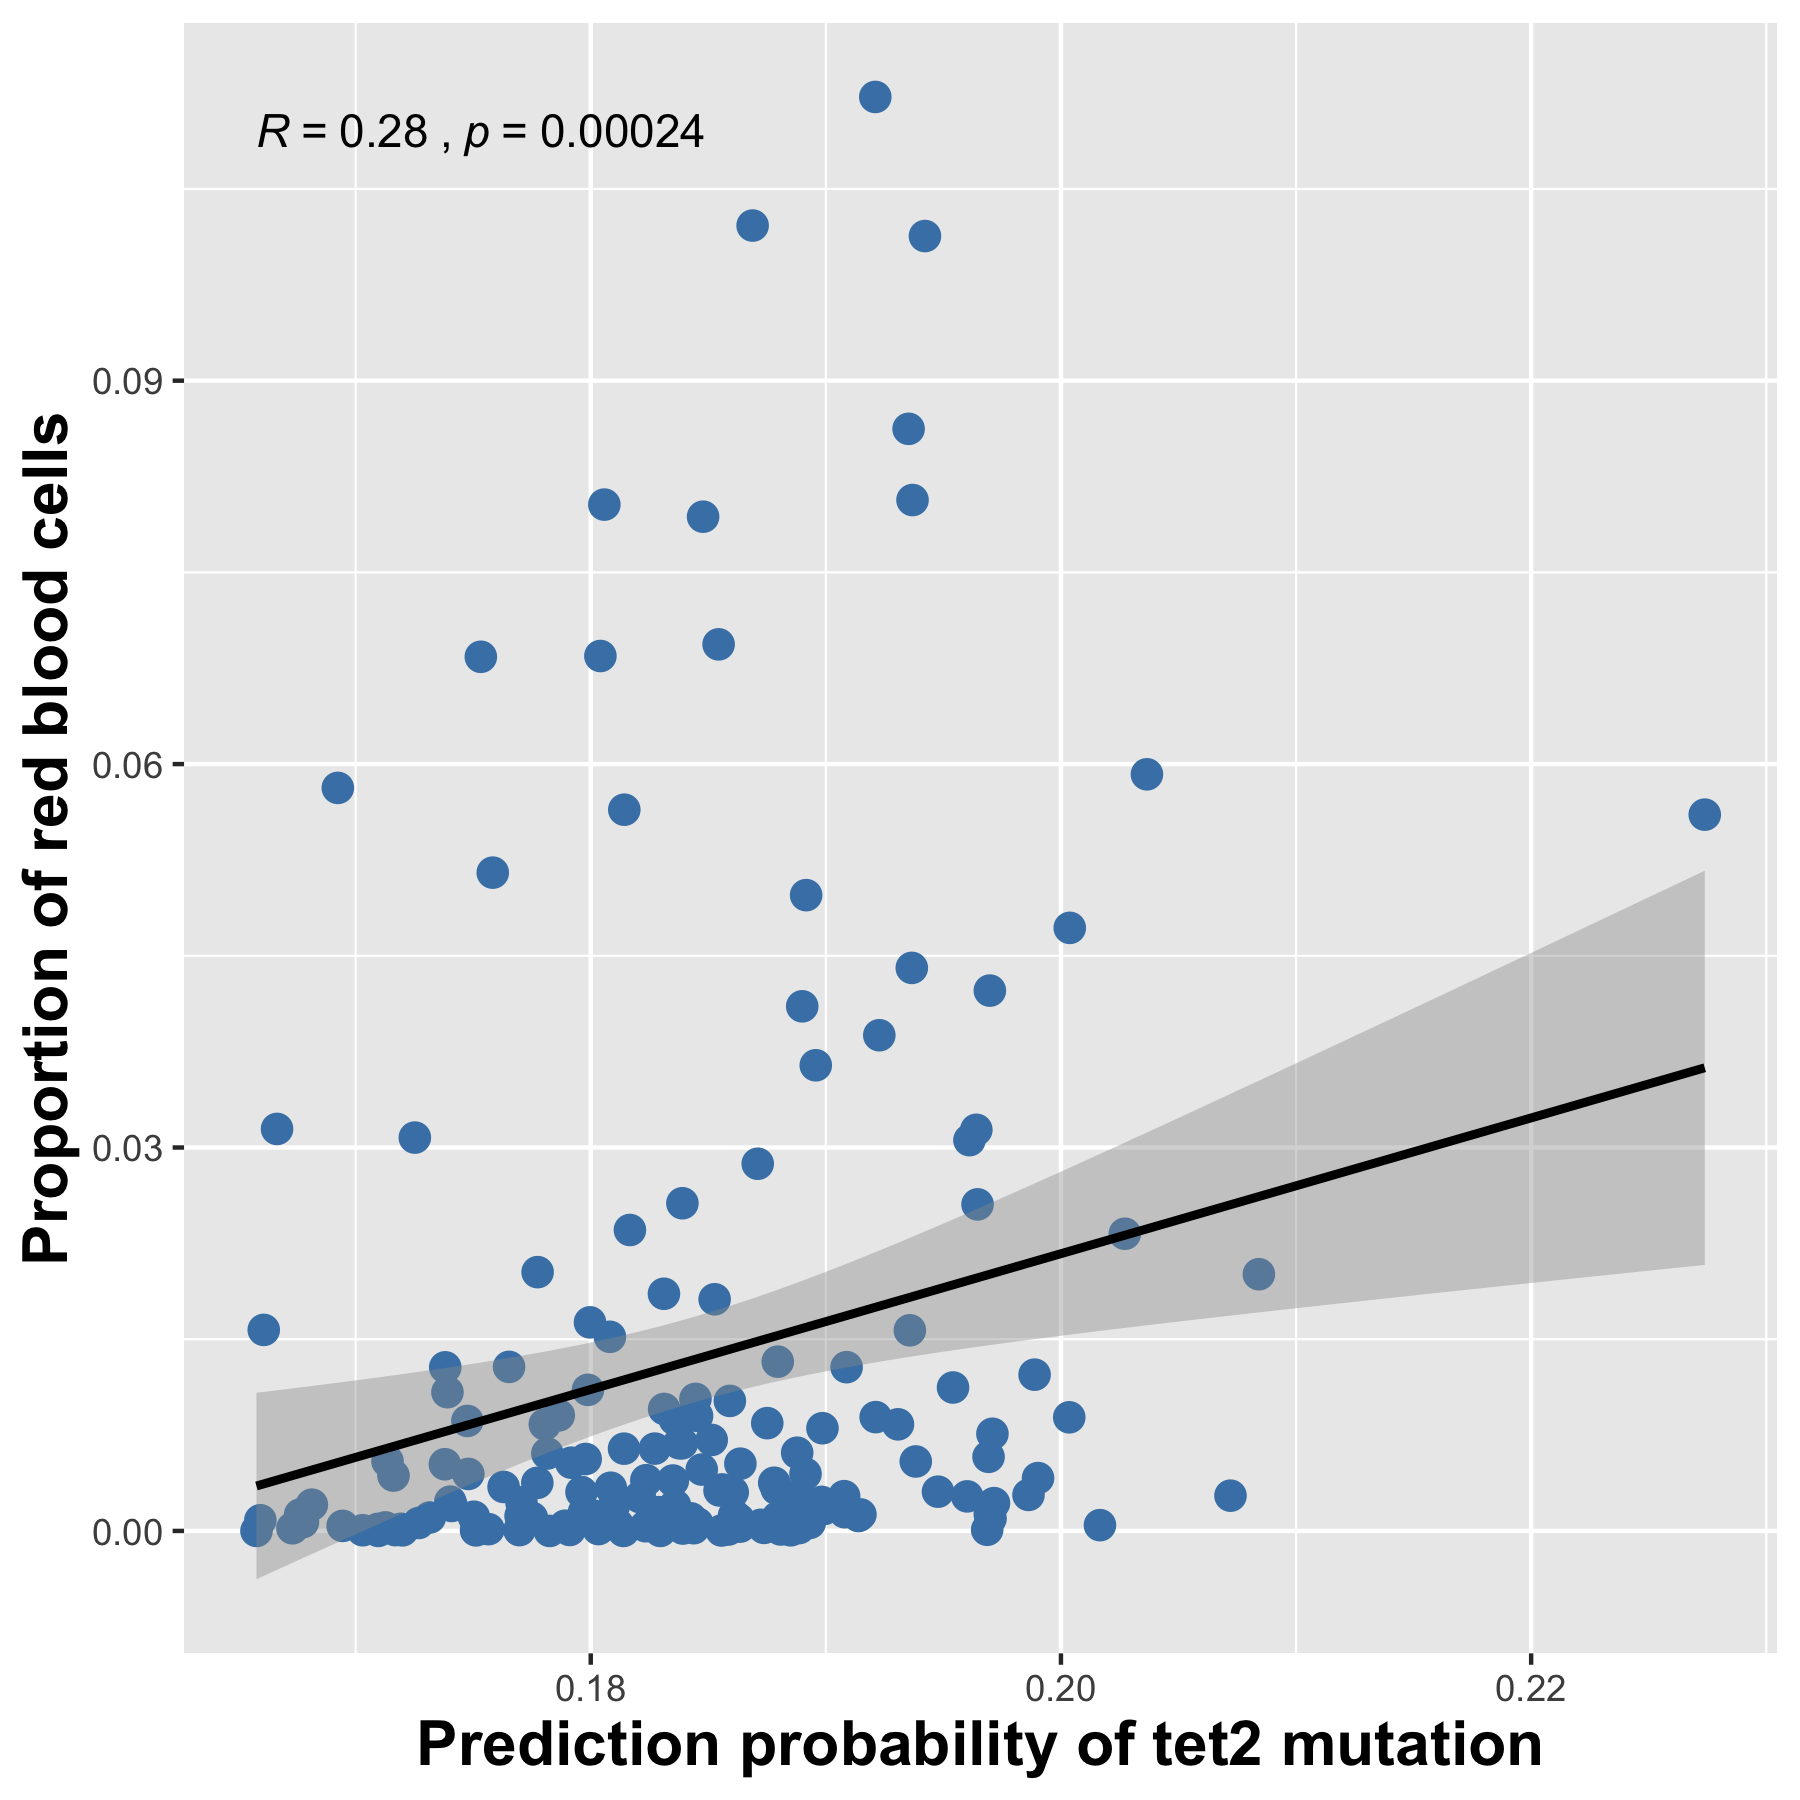 R = 0.28 , p = 0.00024
Proportion of red blood cells
0.09
0.06
0.03
0.00
0.18
0.20
0.22
Prediction probability of tet2 mutation